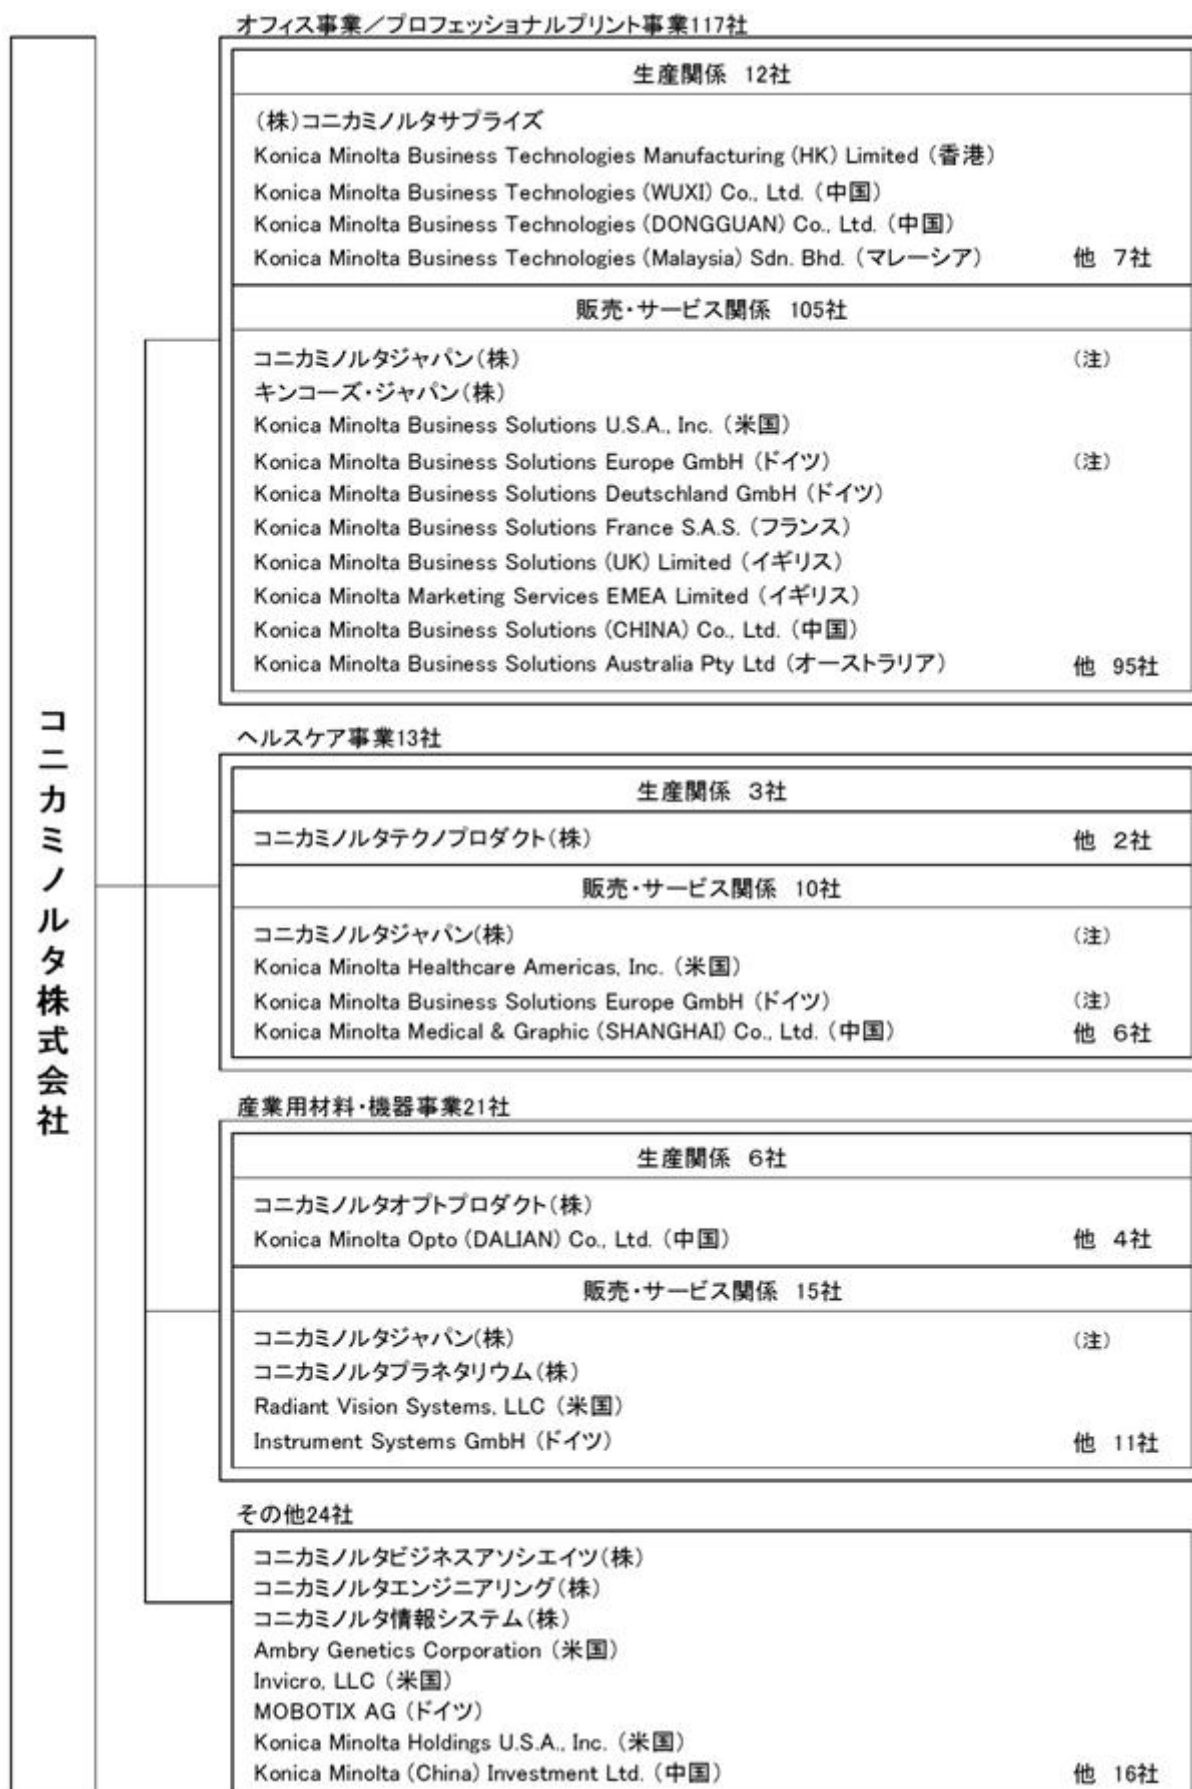 オフィス事業／プロフェッショナルプリント事業117社
生産関係 12社
（株）コニカミノルタサプライズ
Konica Minolta Business Technologies Manufacturing (HK) Limited （香港）
Konica Minolta Business Technologies (WUXI) Co., Ltd. （中国）
Konica Minolta Business Technologies (DONGGUAN) Co., Ltd. （中国）
Konica Minolta Business Technologies (Malaysia) Sdn. Bhd. （マレーシア） 他 7社
販売・サービス関係 105社
コニカミノルタジャパン（株） （注）
キンコーズ・ジャパン（株）
Konica Minolta Business Solutions U.S.A., Inc. （米国）
Konica Minolta Business Solutions Europe GmbH （ドイツ） （注）
Konica Minolta Business Solutions Deutschland GmbH （ドイツ）
Konica Minolta Business Solutions France S.A.S. （フランス）
Konica Minolta Business Solutions (UK) Limited （イギリス）
Konica Minolta Marketing Services EMEA Limited （イギリス）
Konica Minolta Business Solutions (CHINA) Co., Ltd. （中国）
Konica Minolta Business Solutions Australia Pty Ltd （オーストラリア） 他 95社
コニカミノルタ株式会社
ヘルスケア事業13社
生産関係 3社
コニカミノルタテクノプロダクト（株） 他 2社
販売・サービス関係 10社
コニカミノルタジャパン(株） （注）
Konica Minolta Healthcare Americas, Inc. （米国）
Konica Minolta Business Solutions Europe GmbH （ドイツ） （注）
Konica Minolta Medical & Graphic (SHANGHAI) Co., Ltd. （中国） 他 6社
産業用材料・機器事業21社
生産関係 6社
コニカミノルタオプトプロダクト（株）
Konica Minolta Opto (DALIAN) Co., Ltd. （中国） 他 4社
販売・サービス関係 15社
コニカミノルタジャパン(株） （注）
コニカミノルタプラネタリウム（株）
Radiant Vision Systems, LLC （米国）
Instrument Systems GmbH （ドイツ） 他 11社
その他24社
コニカミノルタビジネスアソシエイツ（株）
コニカミノルタエンジニアリング（株）
コニカミノルタ情報システム（株）
Ambry Genetics Corporation （米国）
Invicro, LLC （米国）
MOBOTIX AG （ドイツ）
Konica Minolta Holdings U.S.A., Inc. （米国）
Konica Minolta (China) Investment Ltd. （中国） 他 16社